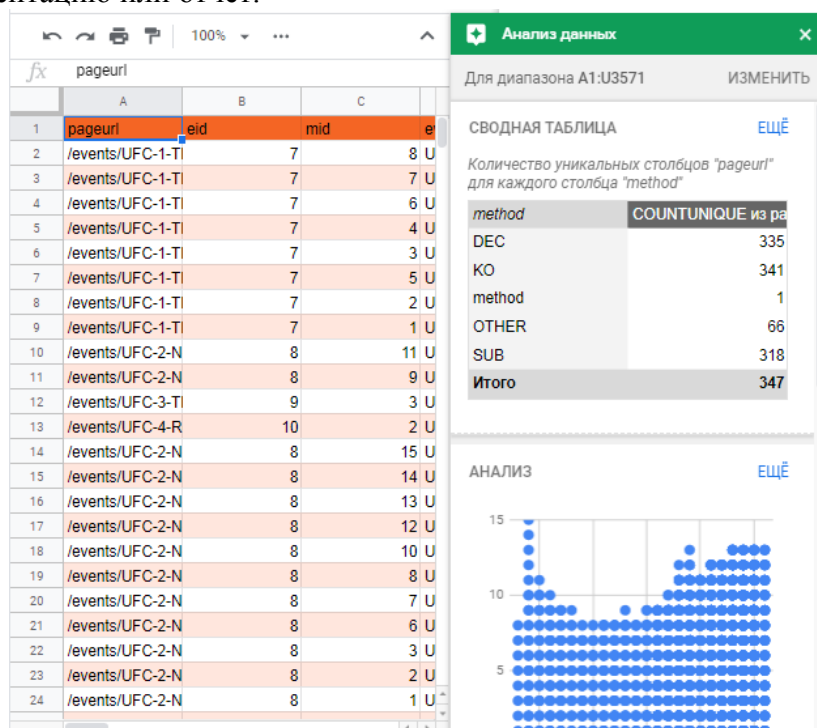 100%
Анализ данных
fx pageurl
Для диапазона A1:U3571 ИЗМЕНИТЬ
A B C
1 pageurl eid mid
2 /events/UFC-1-T 7 8 U
3 /events/UFC-1-T 7 7 U
4 /events/UFC-1-T 7 6 U
5 /events/UFC-1-T 7 4 U
6 /events/UFC-1-T 7 3 U
7 /events/UFC-1-T 7 5 U
8 /events/UFC-1-T 7 2 U
9 /events/UFC-1-T 7 1 U
10 /events/UFC-2-N 8 11 U
11 /events/UFC-2-N 8 9 U
12 /events/UFC-3-T 9 3 U
13 /events/UFC-4-R 10 2 U
14 /events/UFC-2-N 8 15 U
15 /events/UFC-2-N 8 14 U
16 /events/UFC-2-N 8 13 U
17 /events/UFC-2-N 8 12 U
18 /events/UFC-2-N 8 10 U
19 /events/UFC-2-N 8 8 U
20 /events/UFC-2-N 8 7 U
21 /events/UFC-2-N 8 6 U
22 /events/UFC-2-N 8 3 U
23 /events/UFC-2-N 8 2 U
24 /events/UFC-2-N 8 1 U
СВОДНАЯ ТАБЛИЦА ЕЩЁ
Количество уникальных столбцов "pageurl"
для каждого столбца "method"
method COUNTUNIQUE из pa
DEC 335
KO 341
method 1
OTHER 66
SUB 318
Итого 347
АНАЛИЗ ЕЩЁ
15
10
5